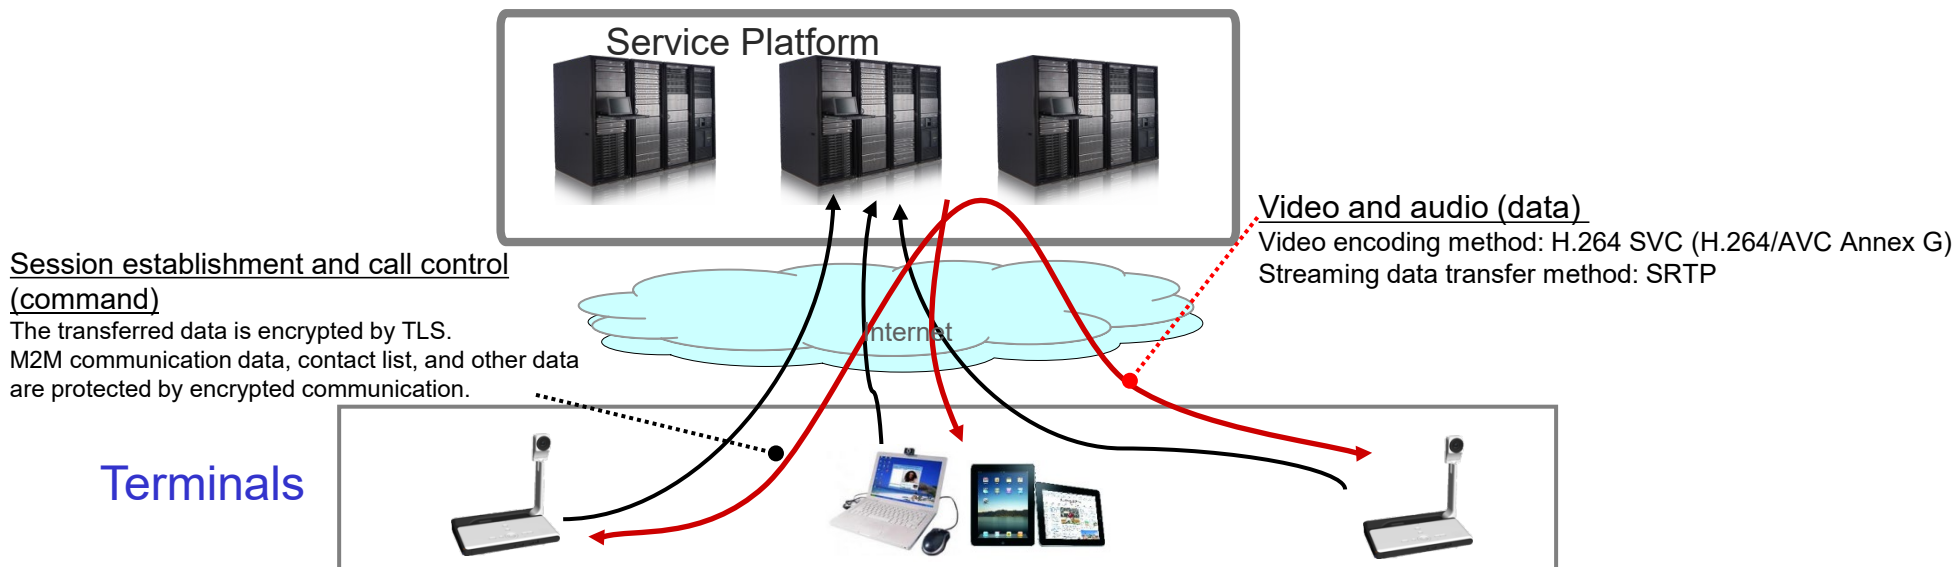 Service Platform
Video and audio (data)
Video encoding method: H.264 SVC (H.264/AVC Annex G)
Streaming data transfer method: SRTP
Session establishment and call control
(command)
The transferred data is encrypted by TLS.
M2M communication data, contact list, and other data
are protected by encrypted communication.
Internet
Terminals